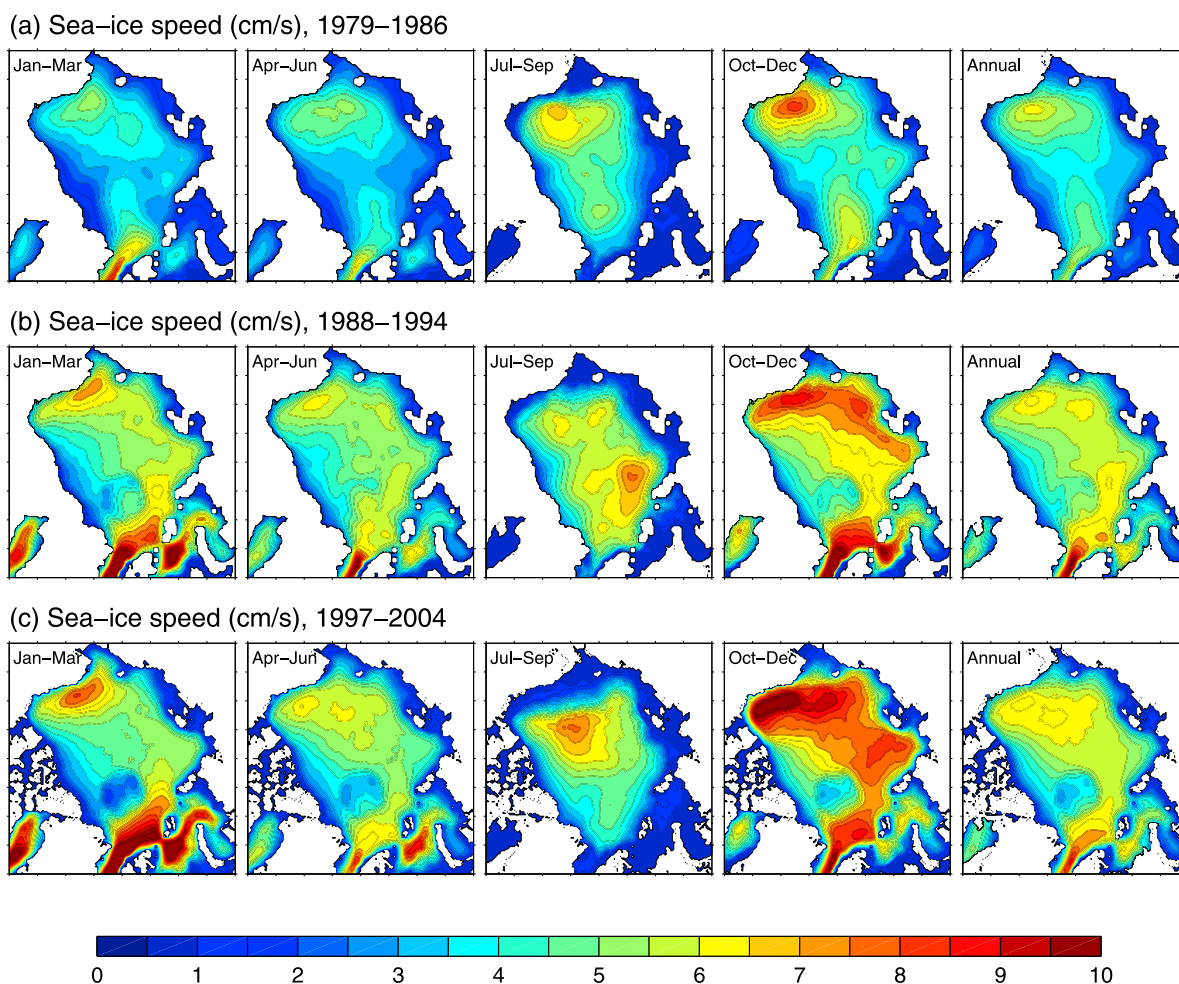 (a) Sea–ice speed (cm/s), 1979–1986
Jan–Mar Apr–Jun Jul–Sep Oct–Dec Annual
(b) Sea–ice speed (cm/s), 1988–1994
Jan–Mar Apr–Jun Jul–Sep Oct–Dec Annual
(c) Sea–ice speed (cm/s), 1997–2004
Jan–Mar Apr–Jun Jul–Sep Oct–Dec Annual
0 1 2 3 4 5 6 7 8 9 10